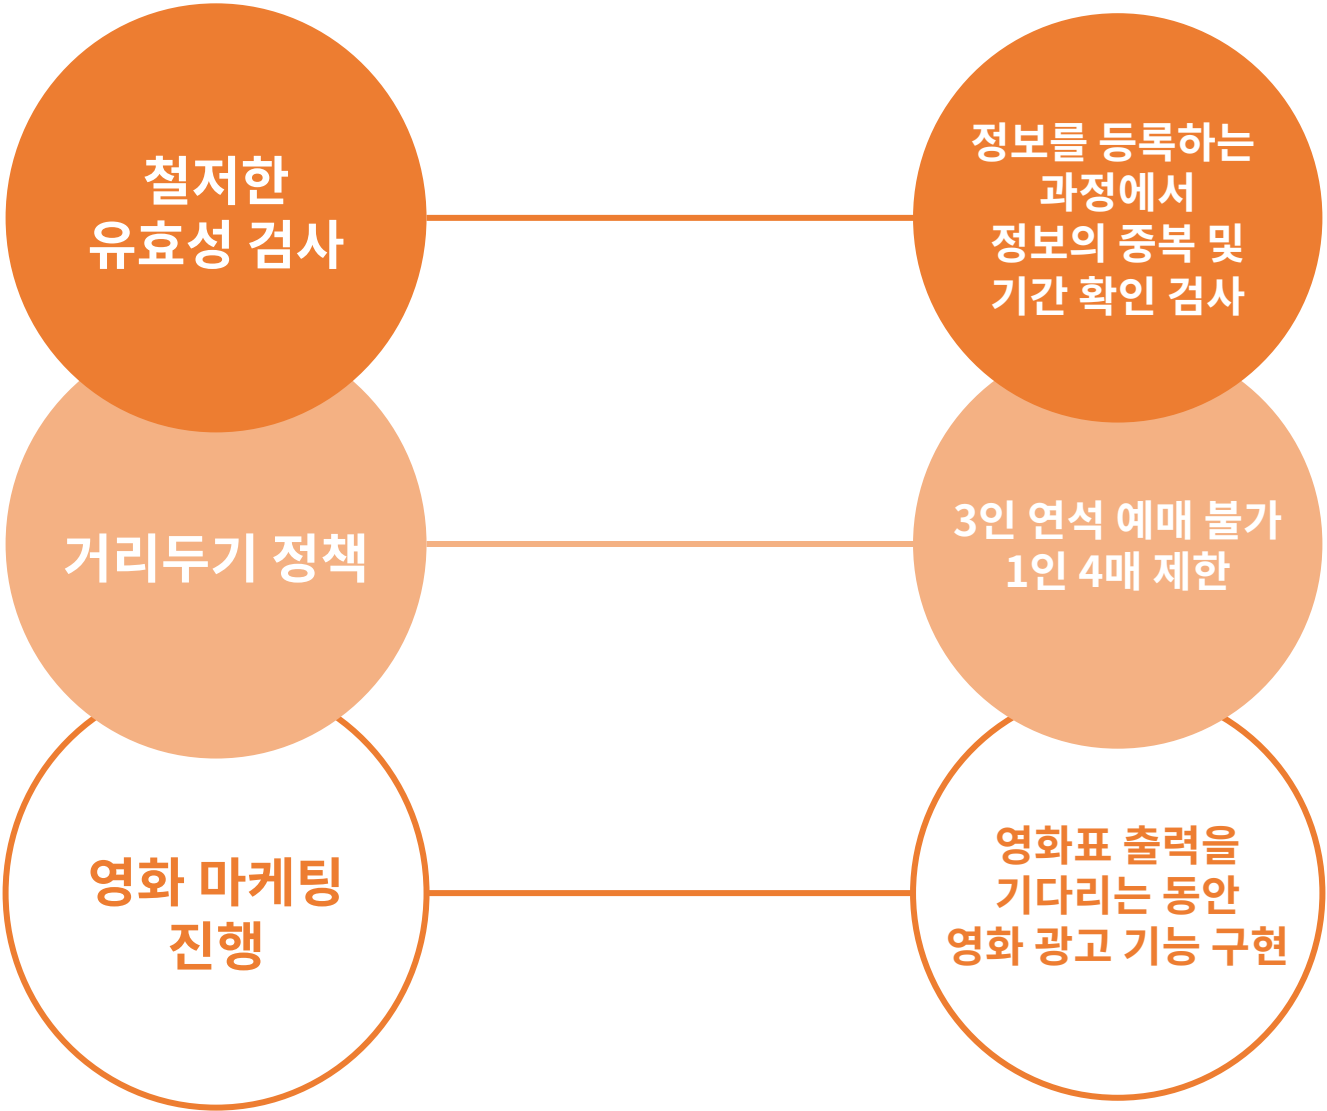 철저한
유효성 검사
정보를 등록하는
과정에서
정보의 중복 및
기간 확인 검사
거리두기 정책
3인 연석 예매 불가
1인 4매 제한
영화 마케팅
진행
영화표 출력을
기다리는 동안
영화 광고 기능 구현